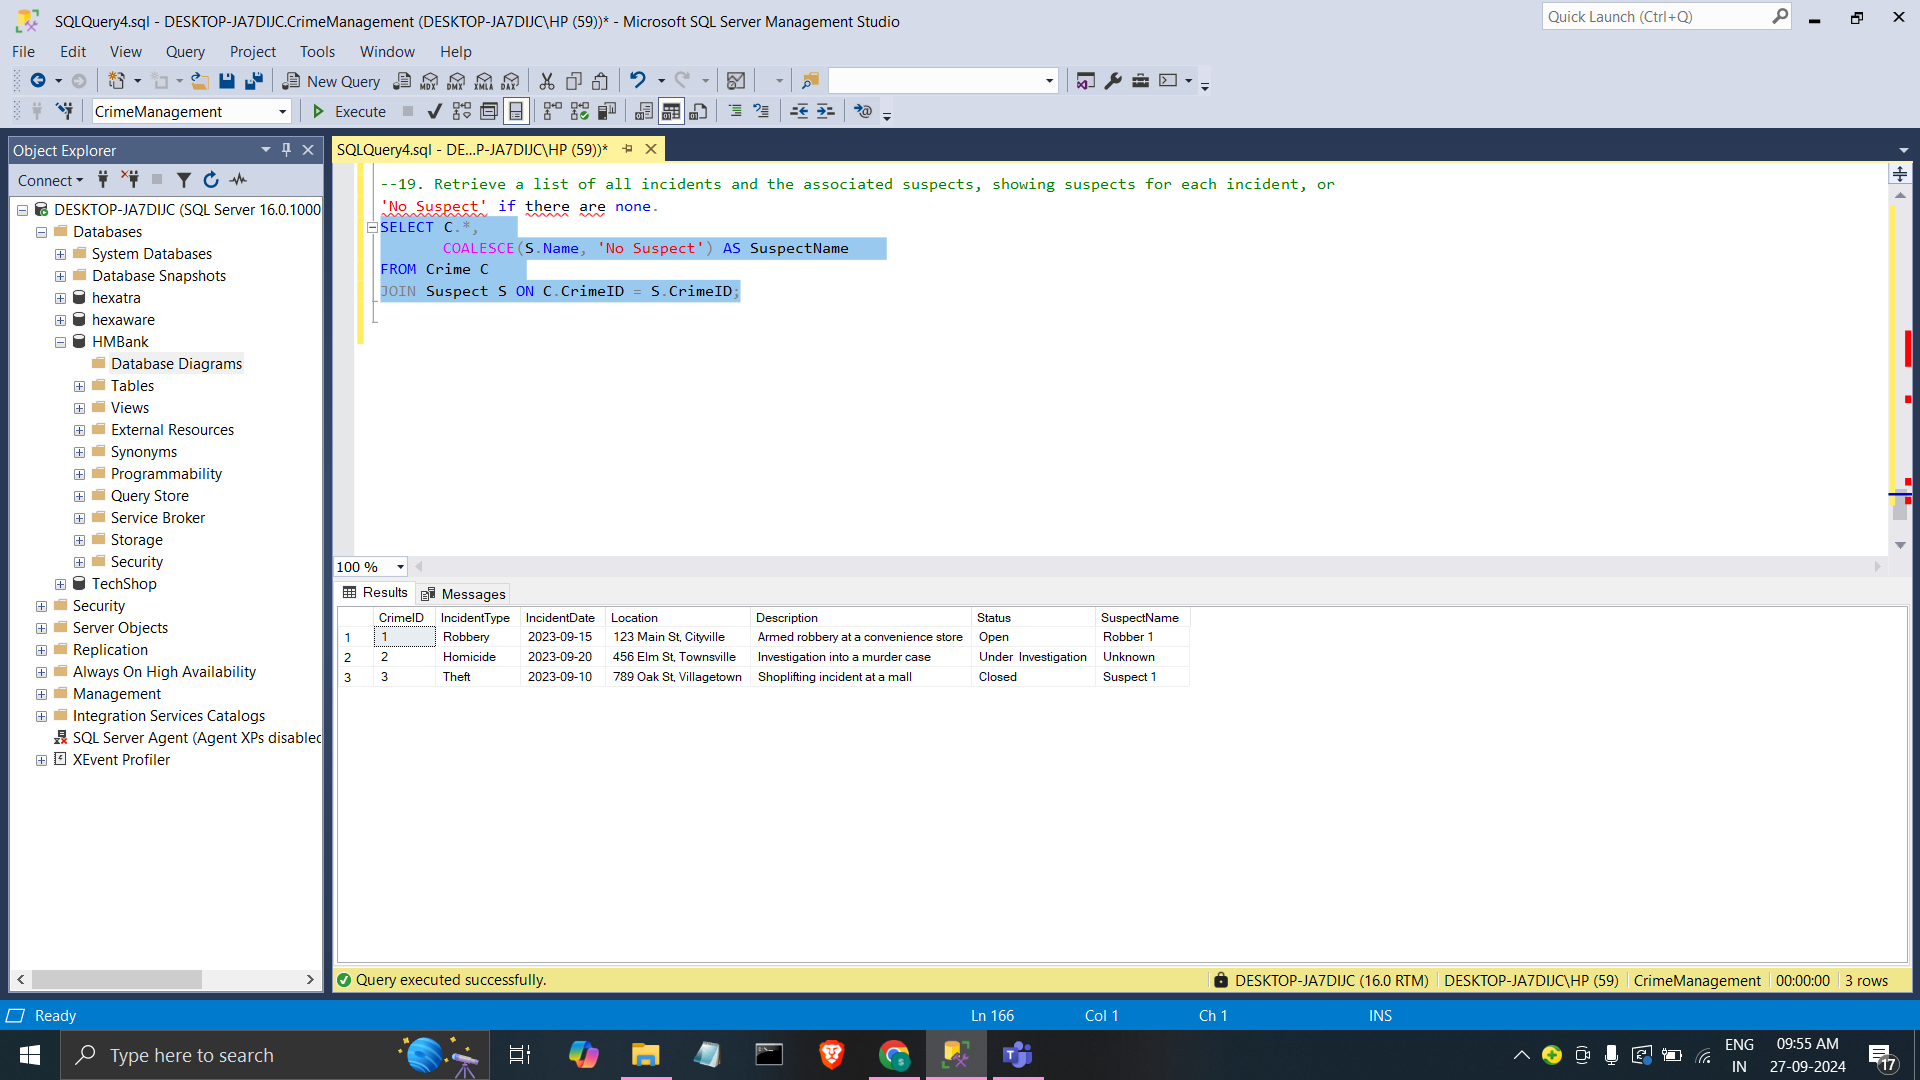 SQLQuery4.sql - DESKTOP-JA7DIJC.CrimeManagement (DESKTOP-JA7DIJC\HP (59))* - Microsoft SQL Server Management Studio
Quick Launch (Ctrl+Q)
File Edit View Query Project Tools Window Help
New Query MDX DMX XMLA DAX
CrimeManagement Execute
Object Explorer
Connect
DESKTOP-JA7DIJC (SQL Server 16.0.1000
Databases
System Databases
Database Snapshots
hexatra
hexaware
HMBank
Database Diagrams
Tables
Views
External Resources
Synonyms
Programmability
Query Store
Service Broker
Storage
Security
TechShop
Security
Server Objects
Replication
Always On High Availability
Management
Integration Services Catalogs
SQL Server Agent (Agent XPs disabled
XEvent Profiler
SQLQuery4.sql - DE...P-JA7DIJC\HP (59))*
--19. Retrieve a list of all incidents and the associated suspects, showing suspects for each incident, or
'No Suspect' if there are none.
SELECT C.*,
COALESCE(S.Name, 'No Suspect') AS SuspectName
FROM Crime C
JOIN Suspect S ON C.CrimeID = S.CrimeID;
100 %
Results Messages
CrimeID IncidentType IncidentDate Location Description Status SuspectName
1 1 Robbery 2023-09-15 123 Main St, Cityville Armed robbery at a convenience store Open Robber 1
2 2 Homicide 2023-09-20 456 Elm St, Townsville Investigation into a murder case Under Investigation Unknown
3 3 Theft 2023-09-10 789 Oak St, Villagetown Shoplifting incident at a mall Closed Suspect 1
Query executed successfully. DESKTOP-JA7DIJC (16.0 RTM) DESKTOP-JA7DIJC\HP (59) CrimeManagement 00:00:00 3 rows
Ready Ln 166 Col 1 Ch 1 INS
Type here to search
ENG
IN
09:55 AM
27-09-2024
17